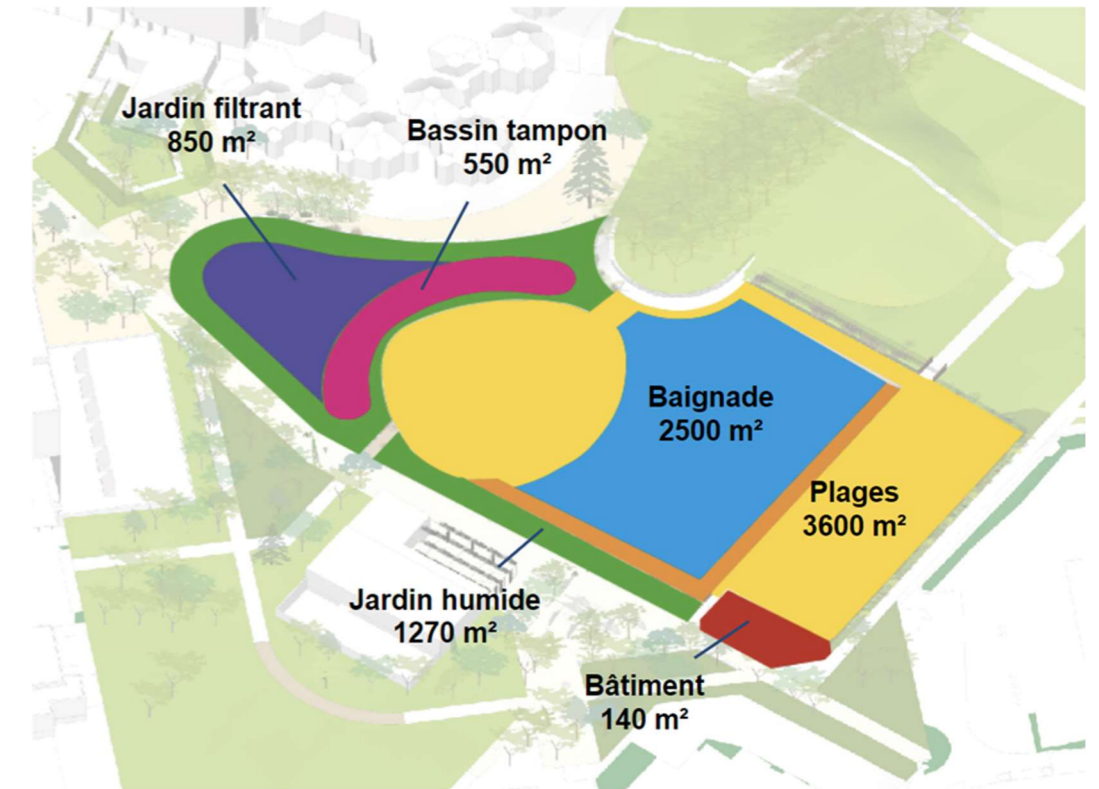 Jardin filtrant
850 m²
Bassin tampon
550 m²
Baignade
2500 m²
Plages
3600 m²
Jardin humide
1270 m²
Bâtiment
140 m²